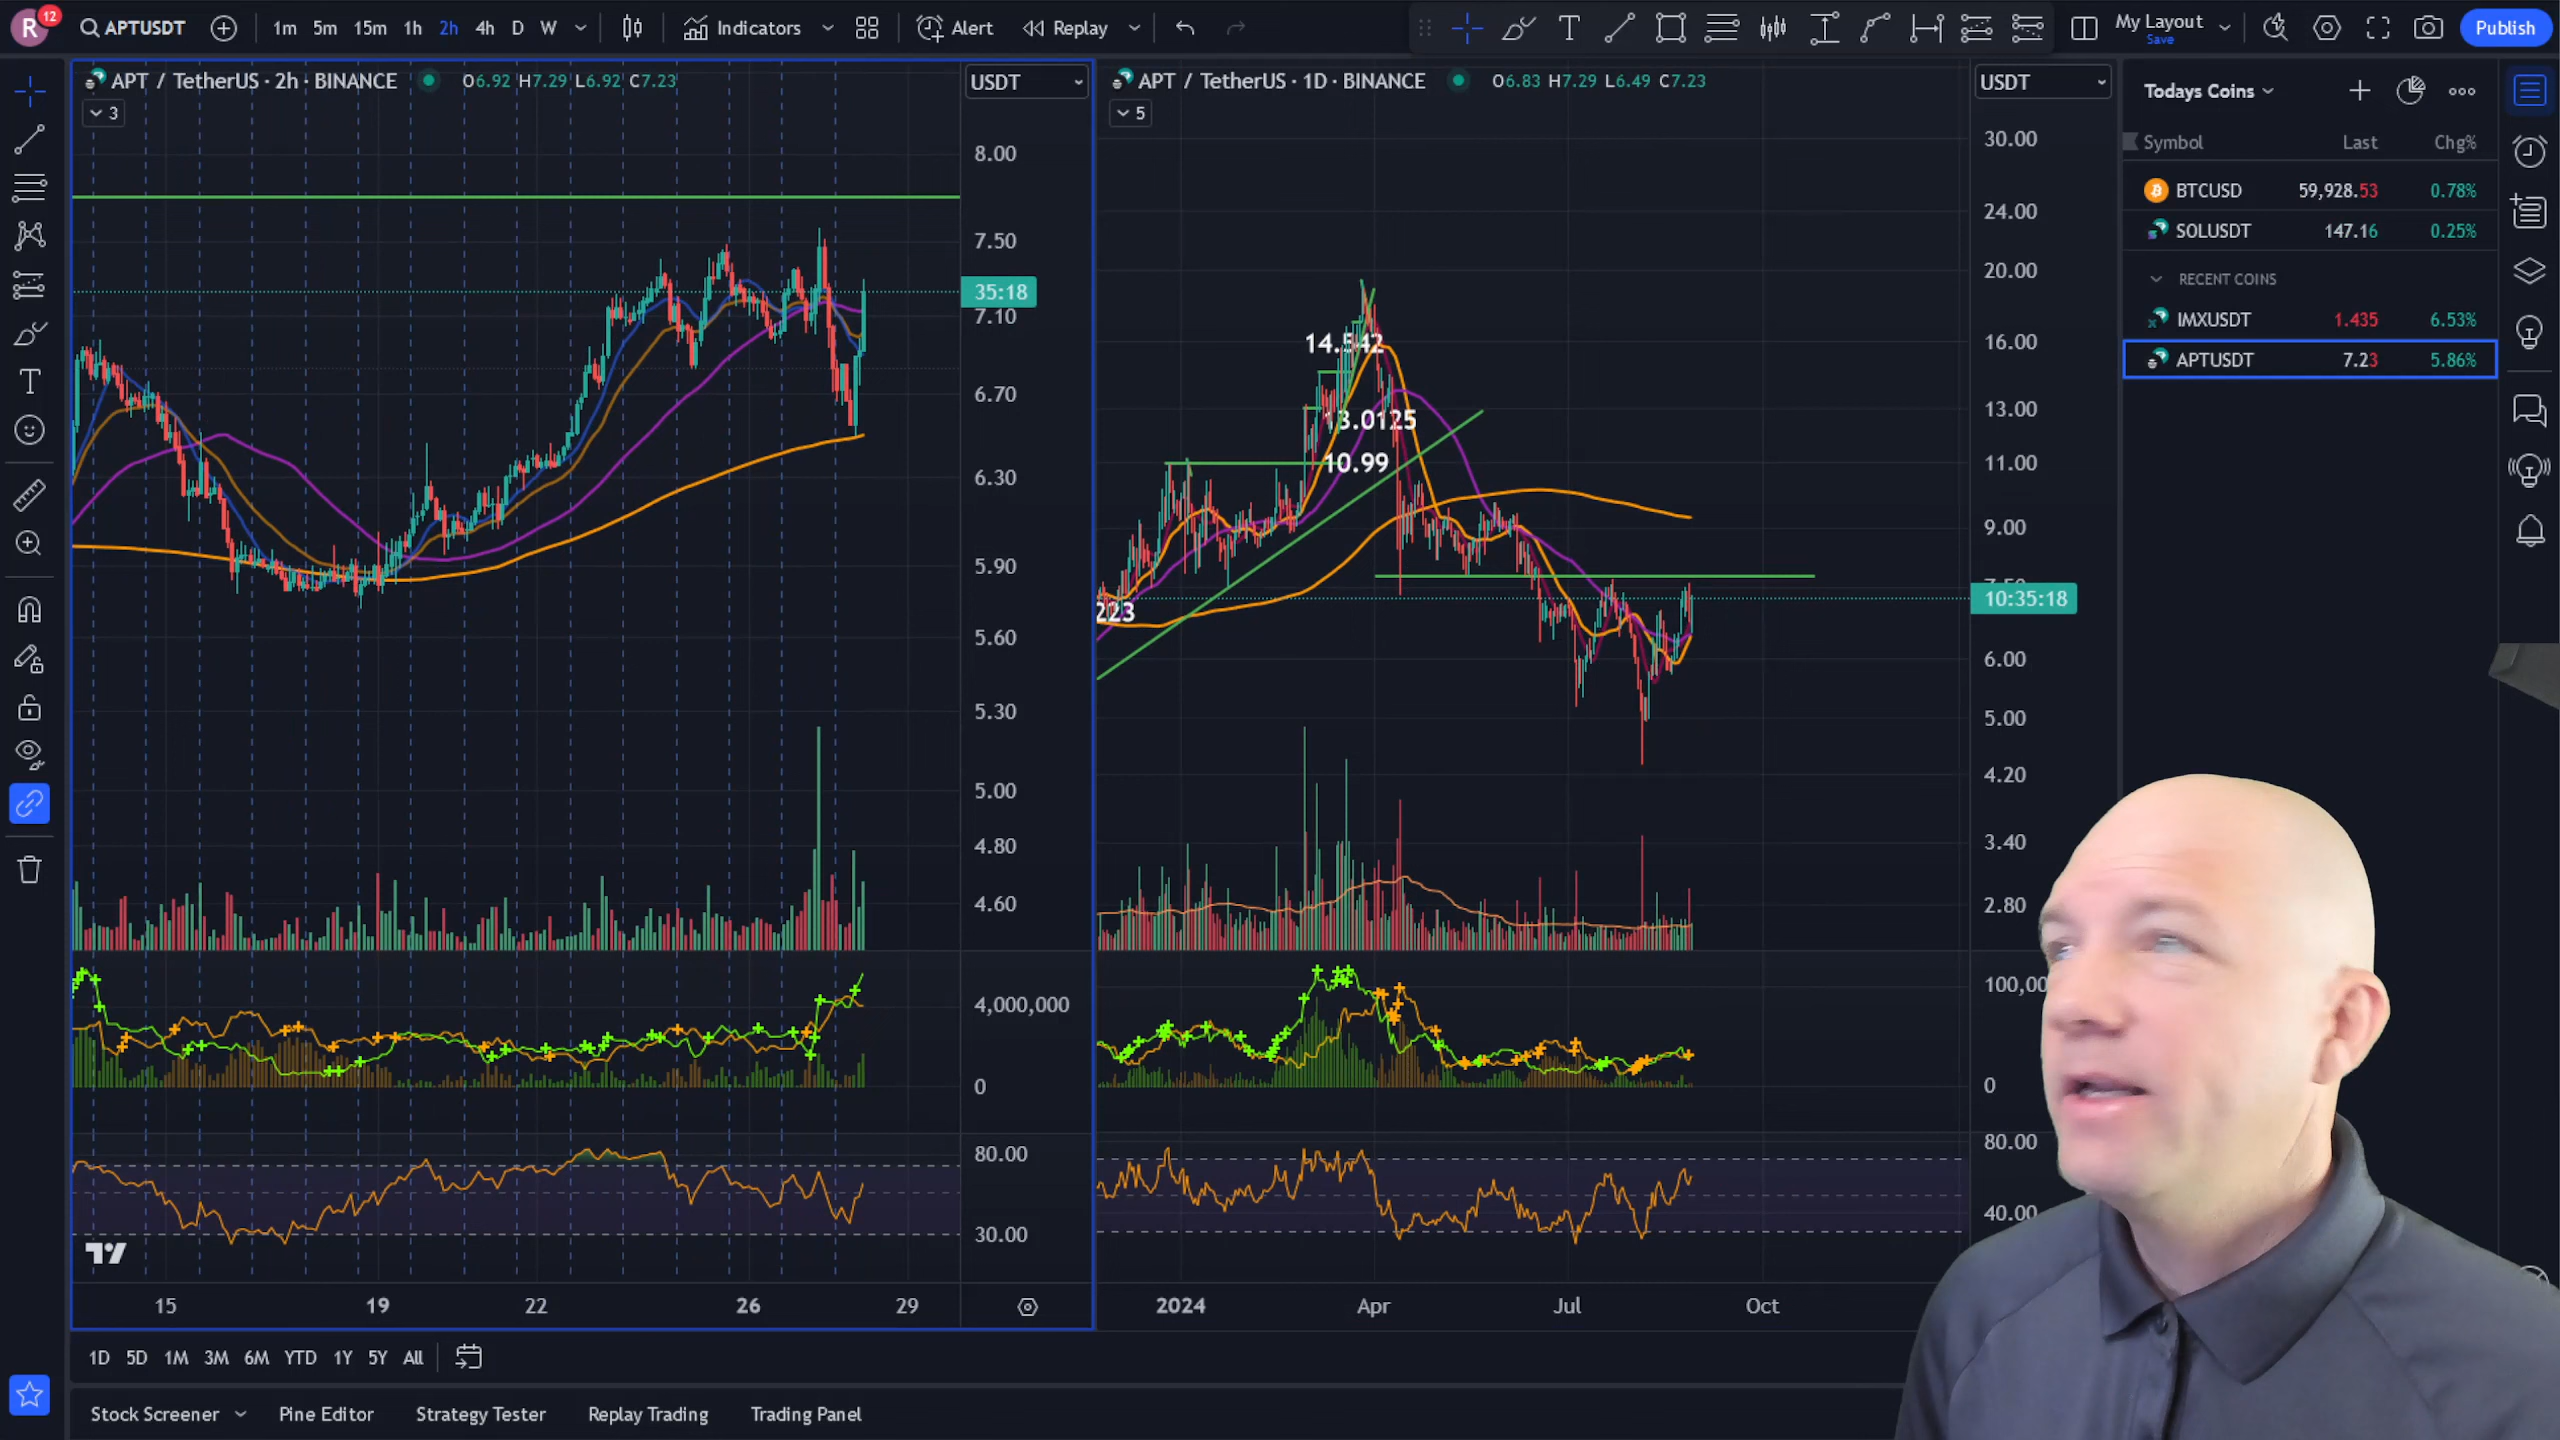 R 12 APTUSDT 1m 5m 15m 1h 2h 4h D W Indicators Alert Replay My Layout Save Publish
APT / TetherUS · 2h · BINANCE O6.92 H7.29 L6.92 C7.23 USDT
3
8.00
7.50
35:18
7.10
6.70
6.30
5.90
5.60
5.30
5.00
4.80
4.60
4,000,000
0
80.00
30.00
15 19 22 26 29
APT / TetherUS · 1D · BINANCE O6.83 H7.29 L6.49 C7.23 USDT
5
30.00
24.00
20.00
14.542
16.00
13.0125
13.00
10.99
11.00
9.00
10:35:18
223
6.00
5.00
4.20
3.40
2.80
100,00
0
80.00
40.00
2024 Apr Jul Oct
Todays Coins
Symbol Last Chg%
BTCUSD 59,928.53 0.78%
SOLUSDT 147.16 0.25%
RECENT COINS
IMXUSDT 1.435 6.53%
APTUSDT 7.23 5.86%
1D 5D 1M 3M 6M YTD 1Y 5Y All
Stock Screener Pine Editor Strategy Tester Replay Trading Trading Panel